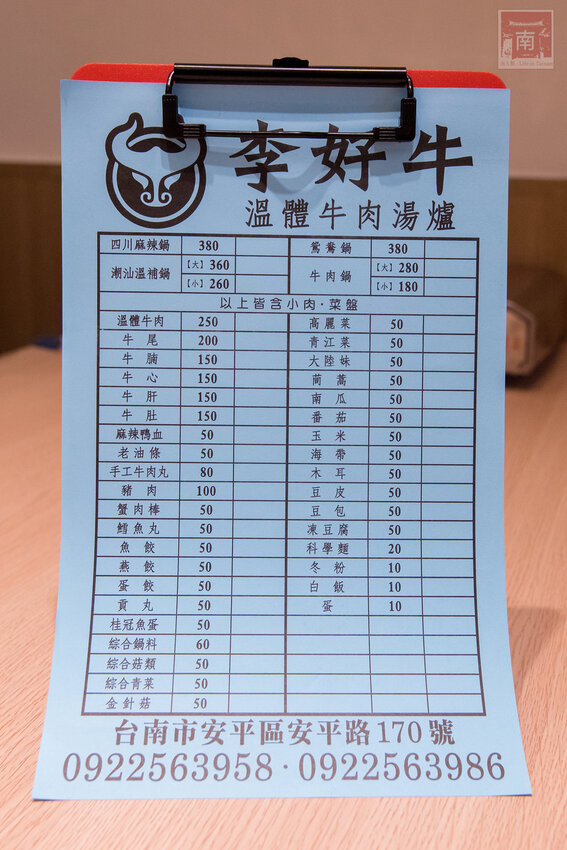 南
李好牛
溫體牛肉湯爐
四川麻辣鍋 380 鴛鴦鍋 380
潮汕溫補鍋 【大】360 牛肉鍋 【大】280
【小】260 【小】180
以上皆含小肉·菜盤
溫體牛肉 250 高麗菜 50
牛尾 200 青江菜 50
牛腩 150 大陸妹 50
牛心 150 茼蒿 50
牛肝 150 南瓜 50
牛肚 150 番茄 50
麻辣鴨血 50 玉米 50
老油條 50 海帶 50
手工牛肉丸 80 木耳 50
豬肉 100 豆皮 50
蟹肉棒 50 豆包 50
鱈魚丸 50 凍豆腐 50
魚餃 50 科學麵 20
燕餃 50 冬粉 10
蛋餃 50 白飯 10
貢丸 50 蛋 10
桂冠魚蛋 50
綜合鍋料 60
綜合菇類 50
綜合青菜 50
金針菇 50
台南市安平區安平路170號
0922563958·0922563986